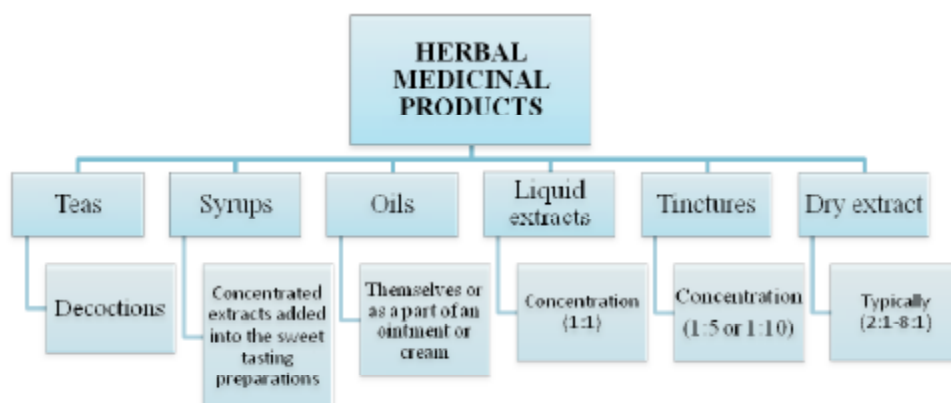 HERBAL
MEDICINAL
PRODUCTS
Teas
Syrups
Oils
Liquid
extracts
Tinctures
Dry extract
Decoctions
Concentrated
extracts added
into the sweet
tasting
preparations
Themselves or
as a part of an
ointment or
cream
Concentration
(1:1)
Concentration
(1:5 or 1:10)
Typically
(2:1-8:1)